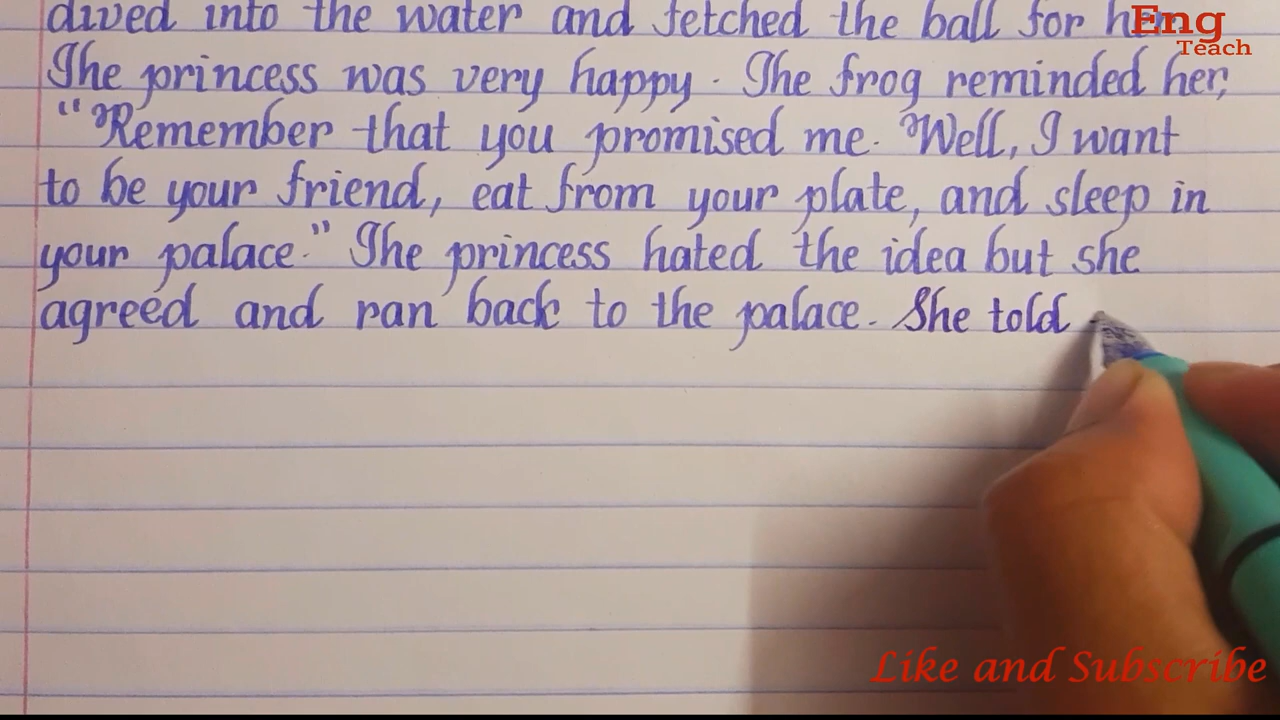 dived into the water and fetched the ball for her
Eng
Teach
The princess was very happy. The frog reminded her,
"Remember that you promised me. Well, I want
to be your friend, eat from your plate, and sleep in
your palace." The princess hated the idea but she
agreed and ran back to the palace. She told
Like and Subscribe